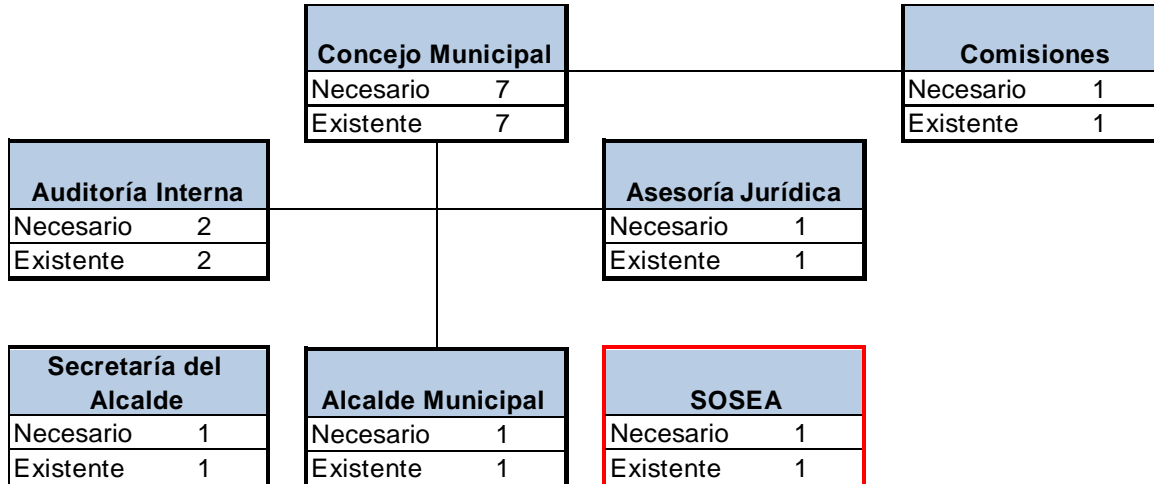 Concejo Municipal
Necesario 7
Existente 7
Comisiones
Necesario 1
Existente 1
Auditoría Interna
Necesario 2
Existente 2
Asesoría Jurídica
Necesario 1
Existente 1
Secretaría del
Alcalde
Necesario 1
Existente 1
Alcalde Municipal
Necesario 1
Existente 1
SOSEA
Necesario 1
Existente 1